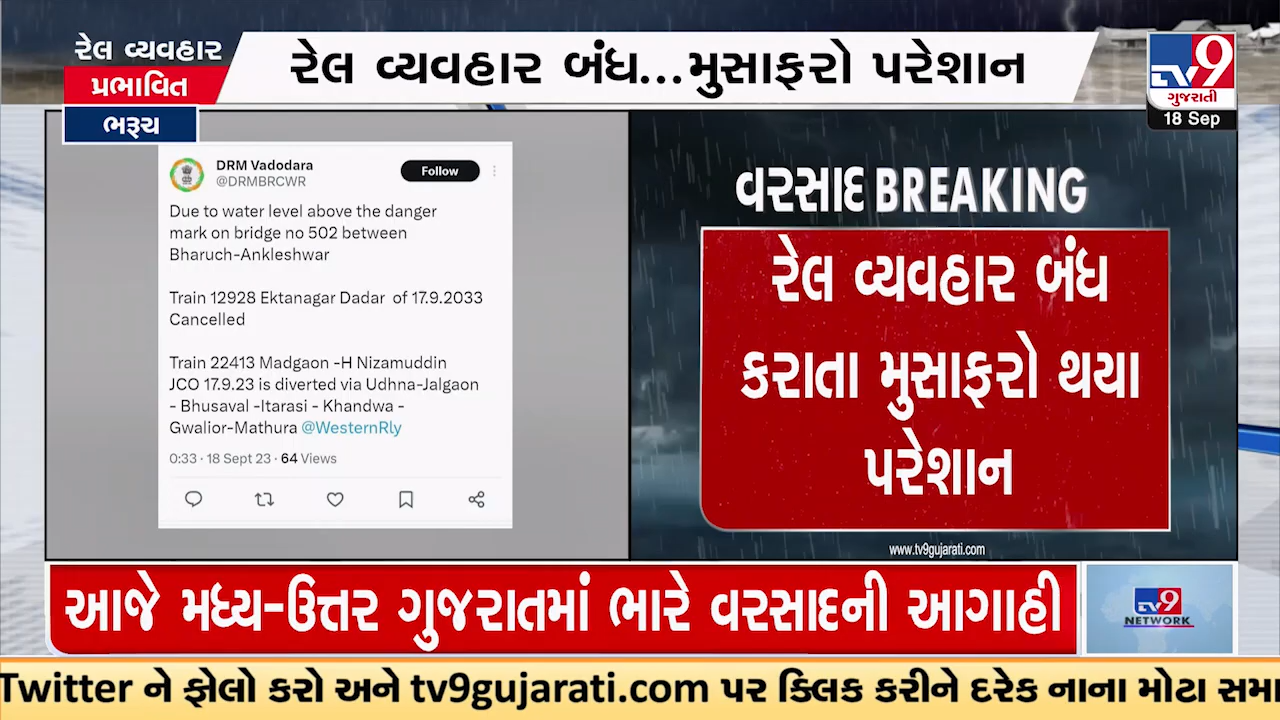 રેલ વ્યવહાર
પ્રભાવિત
રેલ વ્યવહાર બંધ...મુસાફરો પરેશાન
TV9
ગુજરાતી
18 Sep
ભરૂચ
DRM Vadodara
@DRMBRCWR
Follow
Due to water level above the danger
mark on bridge no 502 between
Bharuch-Ankleshwar
Train 12928 Ektanagar Dadar of 17.9.2033
Cancelled
Train 22413 Madgaon -H Nizamuddin
JCO 17.9.23 is diverted via Udhna-Jalgaon
- Bhusaval -Itarasi - Khandwa -
Gwalior-Mathura @WesternRly
0:33 · 18 Sept 23 · 64 Views
વરસાદ BREAKING
રેલ વ્યવહાર બંધ
કરાતા મુસાફરો થયા
પરેશાન
www.tv9gujarati.com
આજે મધ્ય-ઉત્તર ગુજરાતમાં ભારે વરસાદની આગાહી
TV9
NETWORK
Twitter ને ફોલો કરો અને tv9gujarati.com પર ક્લિક કરીને દરેક નાના મોટા સમા